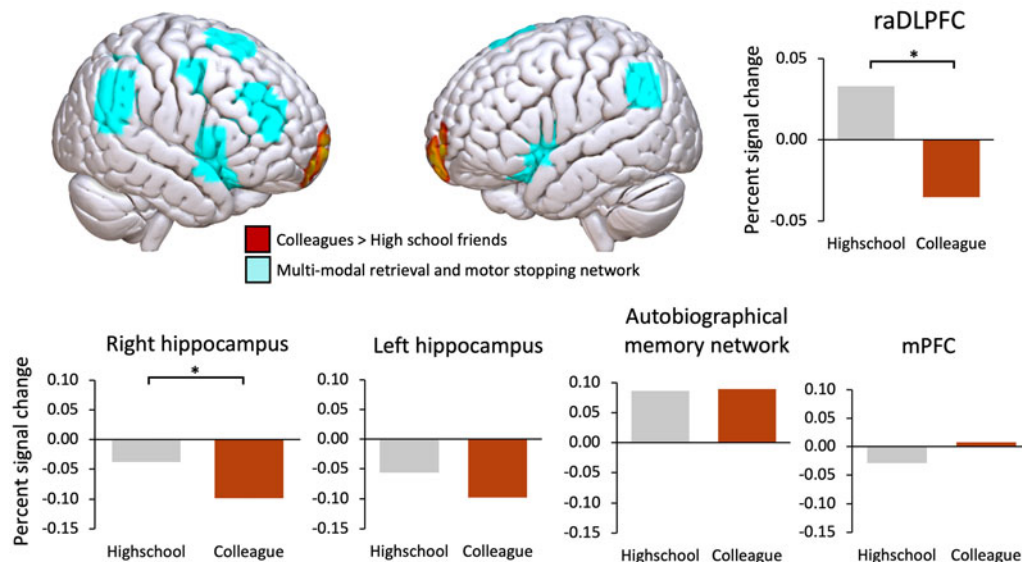 raDLPFC
Percent signal change
0.05
0.00
-0.05
*
Highschool Colleague
Colleagues > High school friends
Multi-modal retrieval and motor stopping network
Right hippocampus
Percent signal change
0.10
0.05
0.00
-0.05
-0.10
-0.15
*
Highschool Colleague
Left hippocampus
0.10
0.05
0.00
-0.05
-0.10
-0.15
Highschool Colleague
Autobiographical
memory network
0.10
0.05
0.00
-0.05
-0.10
-0.15
Highschool Colleague
mPFC
0.10
0.05
0.00
-0.05
-0.10
-0.15
Highschool Colleague